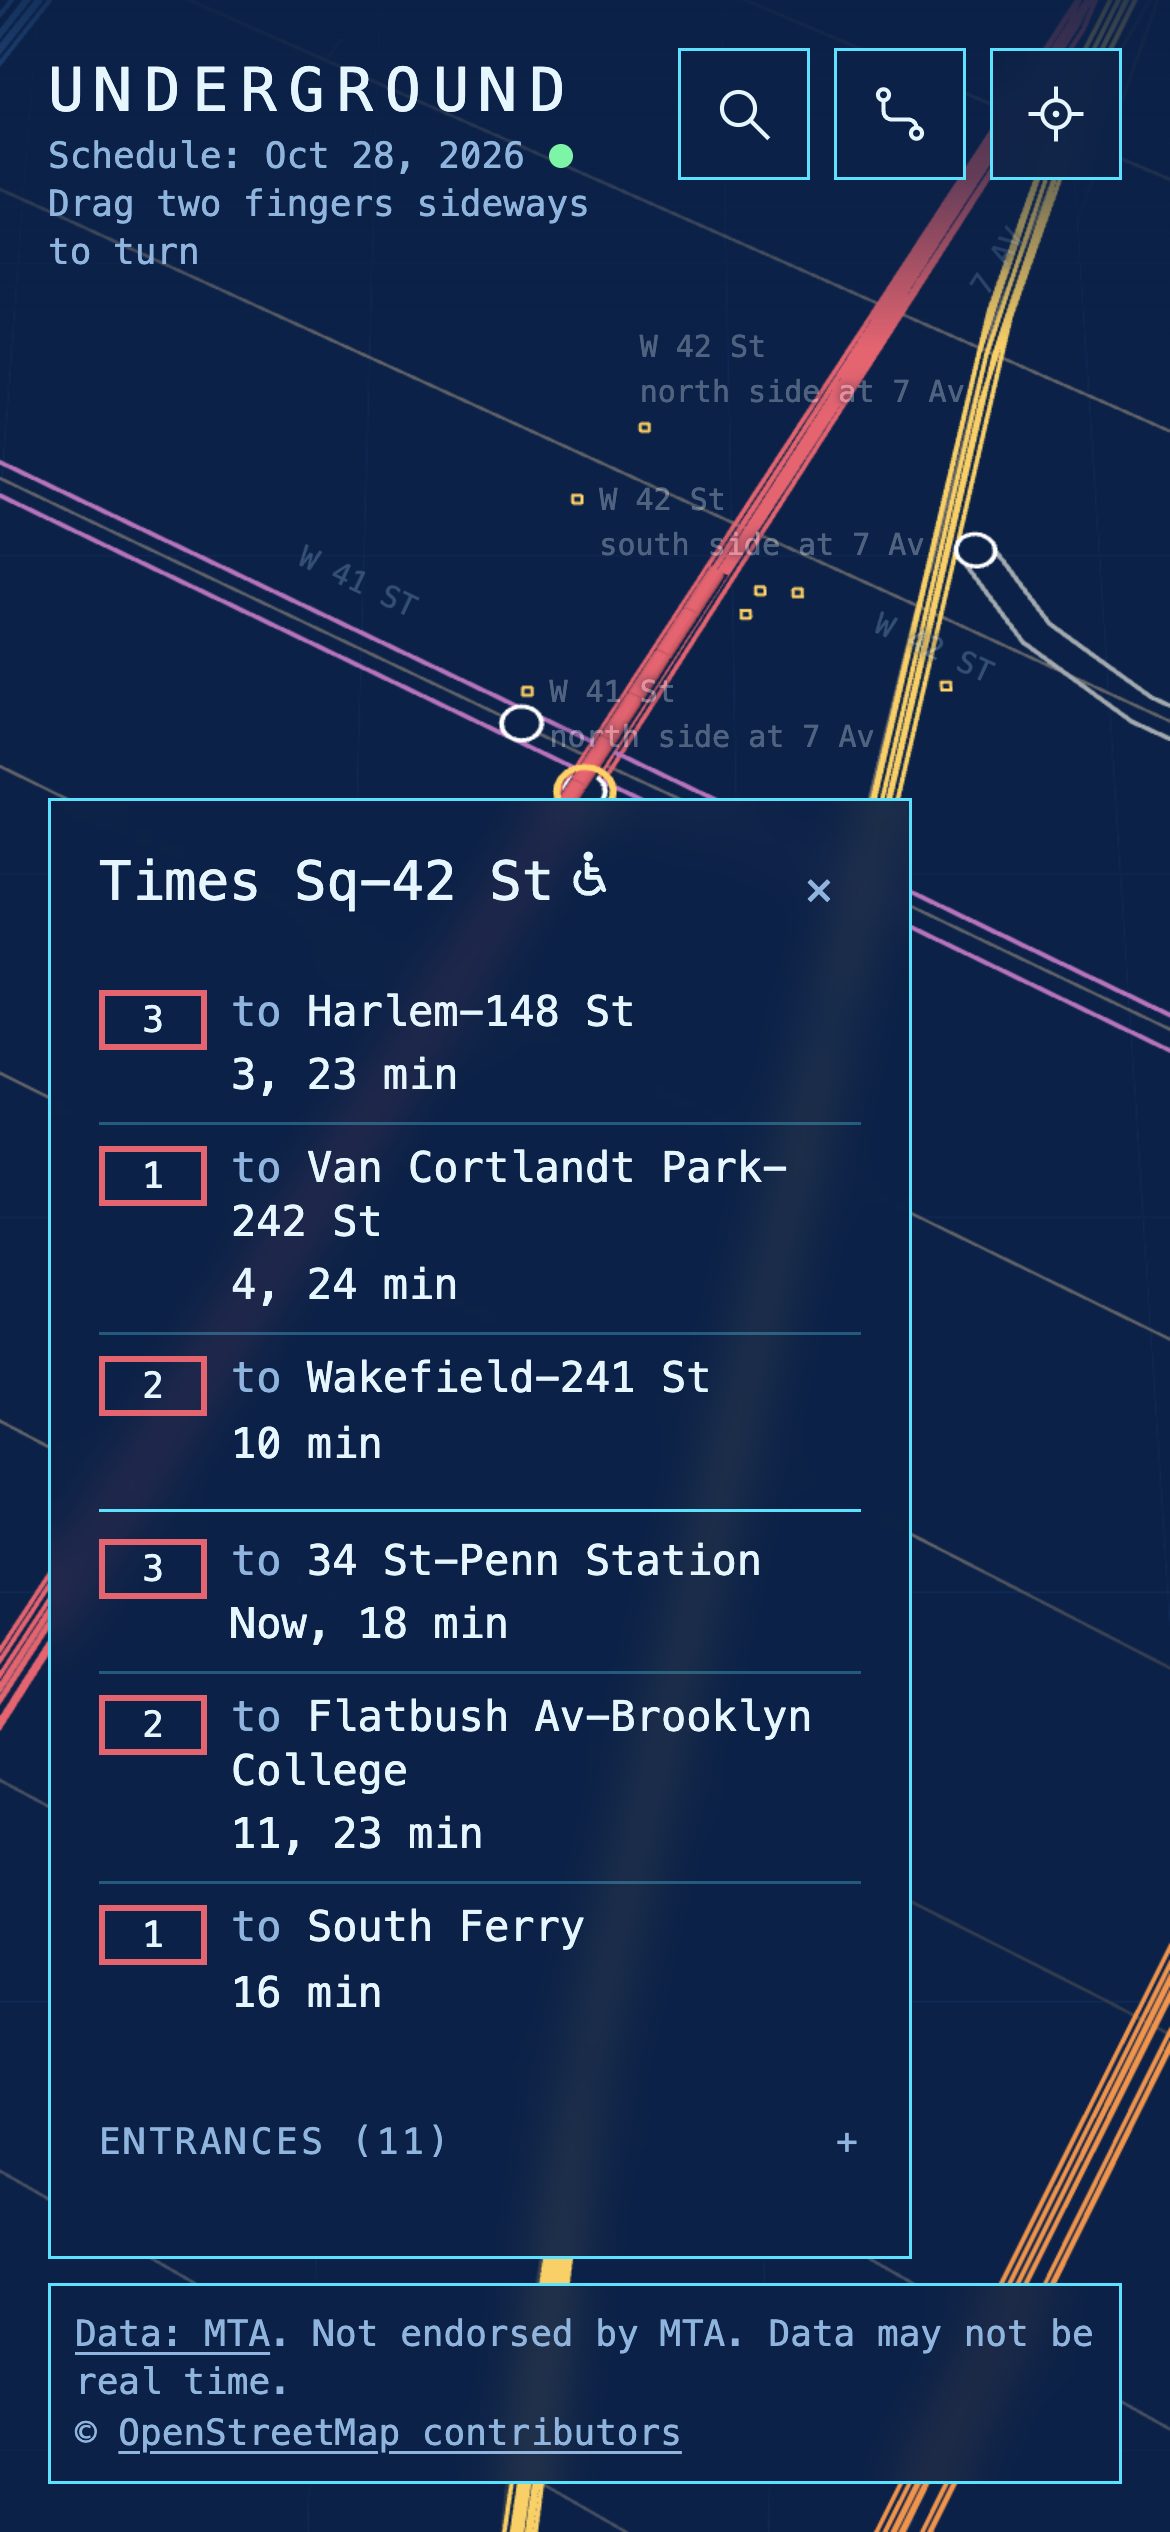 UNDERGROUND
Schedule: Oct 28, 2026
Drag two fingers sideways
to turn
7 AV
W 42 St
north side at 7 Av
W 42 St
south side at 7 Av
W 41 ST
W 42 ST
W 41 St
north side at 7 Av
Times Sq-42 St
×
3 to Harlem-148 St
3, 23 min
1 to Van Cortlandt Park-
242 St
4, 24 min
2 to Wakefield-241 St
10 min
3 to 34 St-Penn Station
Now, 18 min
2 to Flatbush Av-Brooklyn
College
11, 23 min
1 to South Ferry
16 min
ENTRANCES (11) +
Data: MTA. Not endorsed by MTA. Data may not be
real time.
© OpenStreetMap contributors